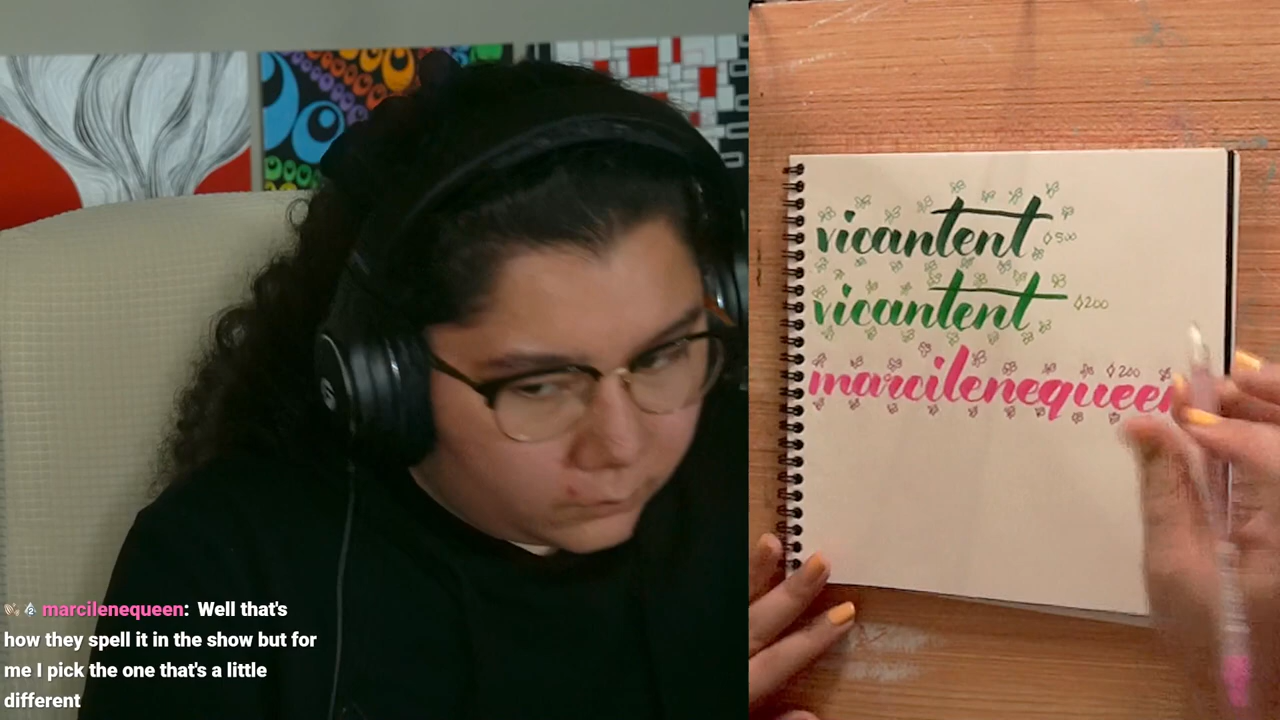 vicantent 500
vicantent 200
200
marcilenequeen
marcilenequeen: Well that's
how they spell it in the show but for
me I pick the one that's a little
different